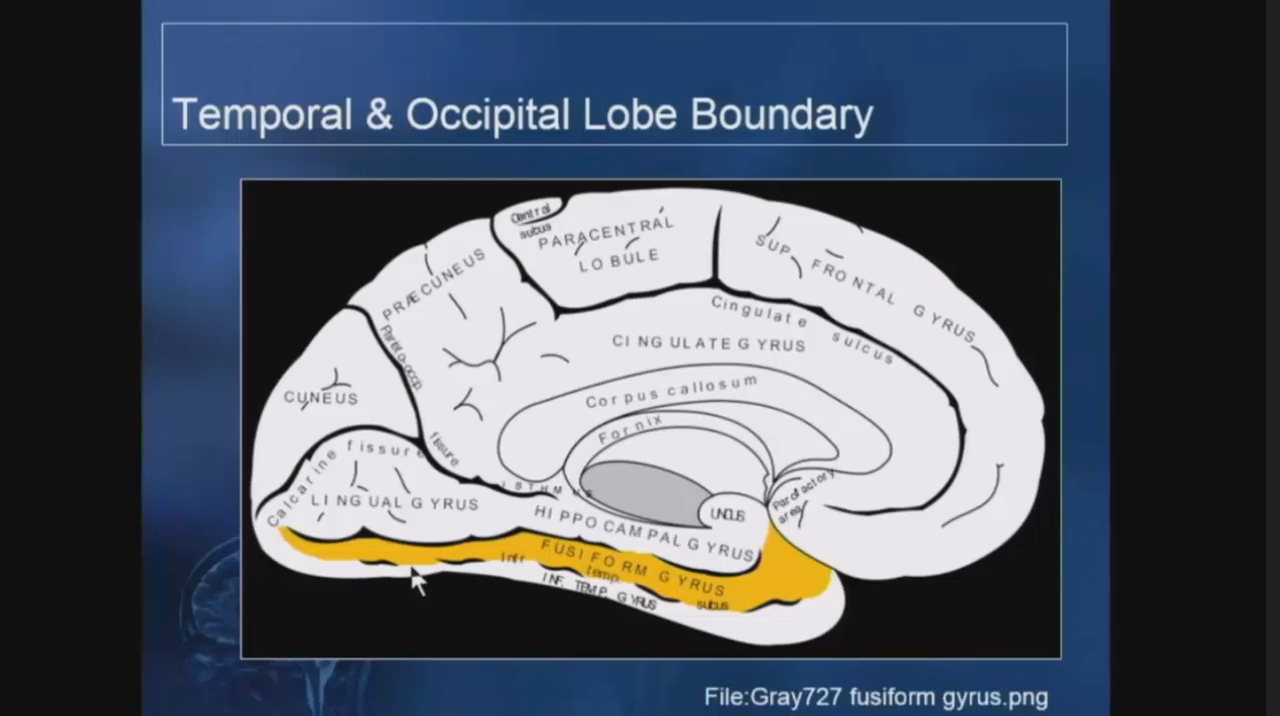 Temporal & Occipital Lobe Boundary
Central
sulcus
PARACENTRAL
LOBULE
SUP. FRONTAL GYRUS
PRÆCUNEUS
Cingulate sulcus
CINGULATE GYRUS
Parieto-occip.
fissure
CUNEUS
Corpus callosum
Fornix
Calcarine fissure
LINGUAL GYRUS
ISTHMUS
UNCUS
Parolfactory
area
HIPPOCAMPAL GYRUS
FUSIFORM GYRUS
Infr. temp. sulcus
INF. TEMP. GYRUS
File:Gray727 fusiform gyrus.png